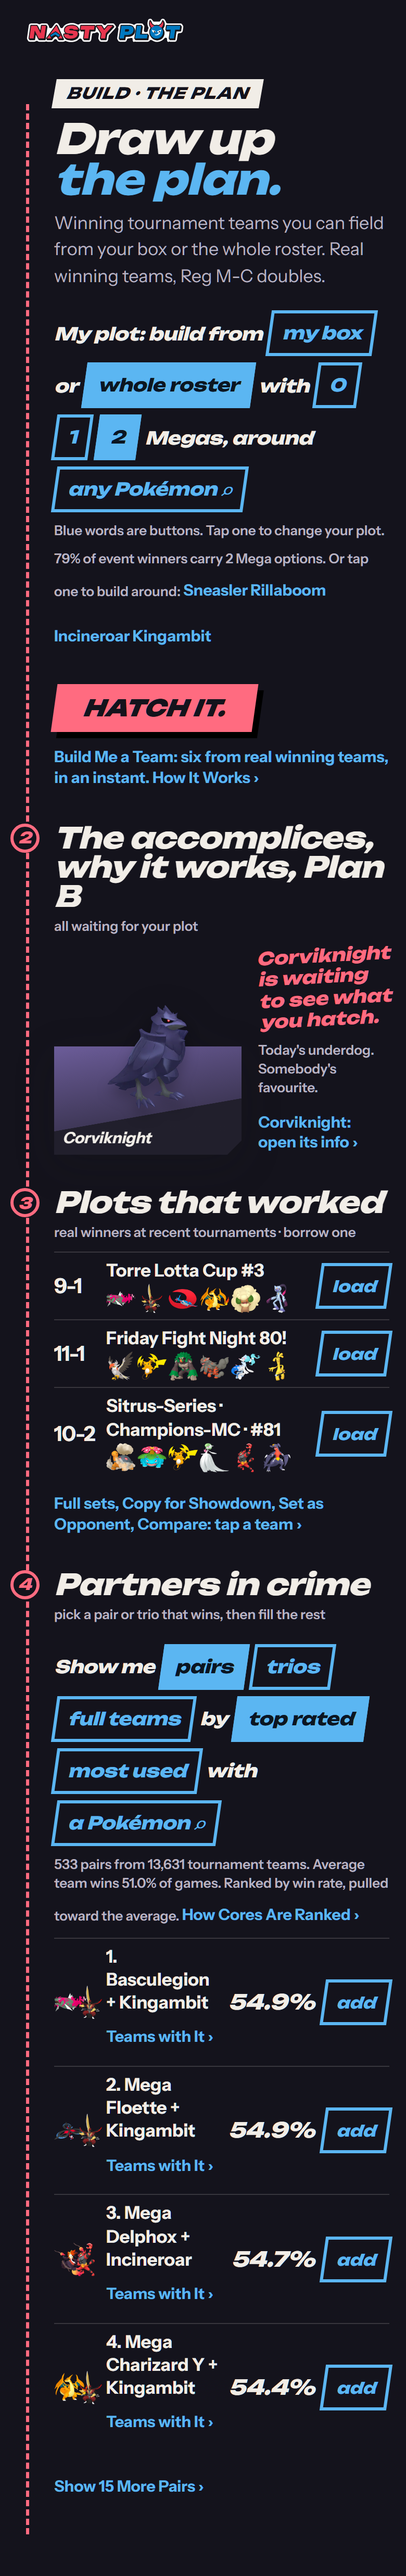 NASTY PLOT
BUILD · THE PLAN
Draw up
the plan.
Winning tournament teams you can field
from your box or the whole roster. Real
winning teams, Reg M-C doubles.
My plot: build from my box
or whole roster with 0
1 2 Megas, around
any Pokémon ⌕
Blue words are buttons. Tap one to change your plot.
79% of event winners carry 2 Mega options. Or tap
one to build around: Sneasler Rillaboom
Incineroar Kingambit
HATCH IT.
Build Me a Team: six from real winning teams,
in an instant. How It Works ›
2
The accomplices,
why it works, Plan
B
all waiting for your plot
Corviknight
is waiting
to see what
you hatch.
Today's underdog.
Somebody's
favourite.
Corviknight:
open its info ›
Corviknight
3
Plots that worked
real winners at recent tournaments · borrow one
9-1
Torre Lotta Cup #3
load
11-1
Friday Fight Night 80!
load
10-2
Sitrus-Series ·
Champions-MC · #81
load
Full sets, Copy for Showdown, Set as
Opponent, Compare: tap a team ›
4
Partners in crime
pick a pair or trio that wins, then fill the rest
Show me pairs trios
full teams by top rated
most used with
a Pokémon ⌕
533 pairs from 13,631 tournament teams. Average
team wins 51.0% of games. Ranked by win rate, pulled
toward the average. How Cores Are Ranked ›
1.
Basculegion
+ Kingambit
54.9% add
Teams with It ›
2. Mega
Floette +
Kingambit
54.9% add
Teams with It ›
3. Mega
Delphox +
Incineroar
54.7% add
Teams with It ›
4. Mega
Charizard Y +
Kingambit
54.4% add
Teams with It ›
Show 15 More Pairs ›